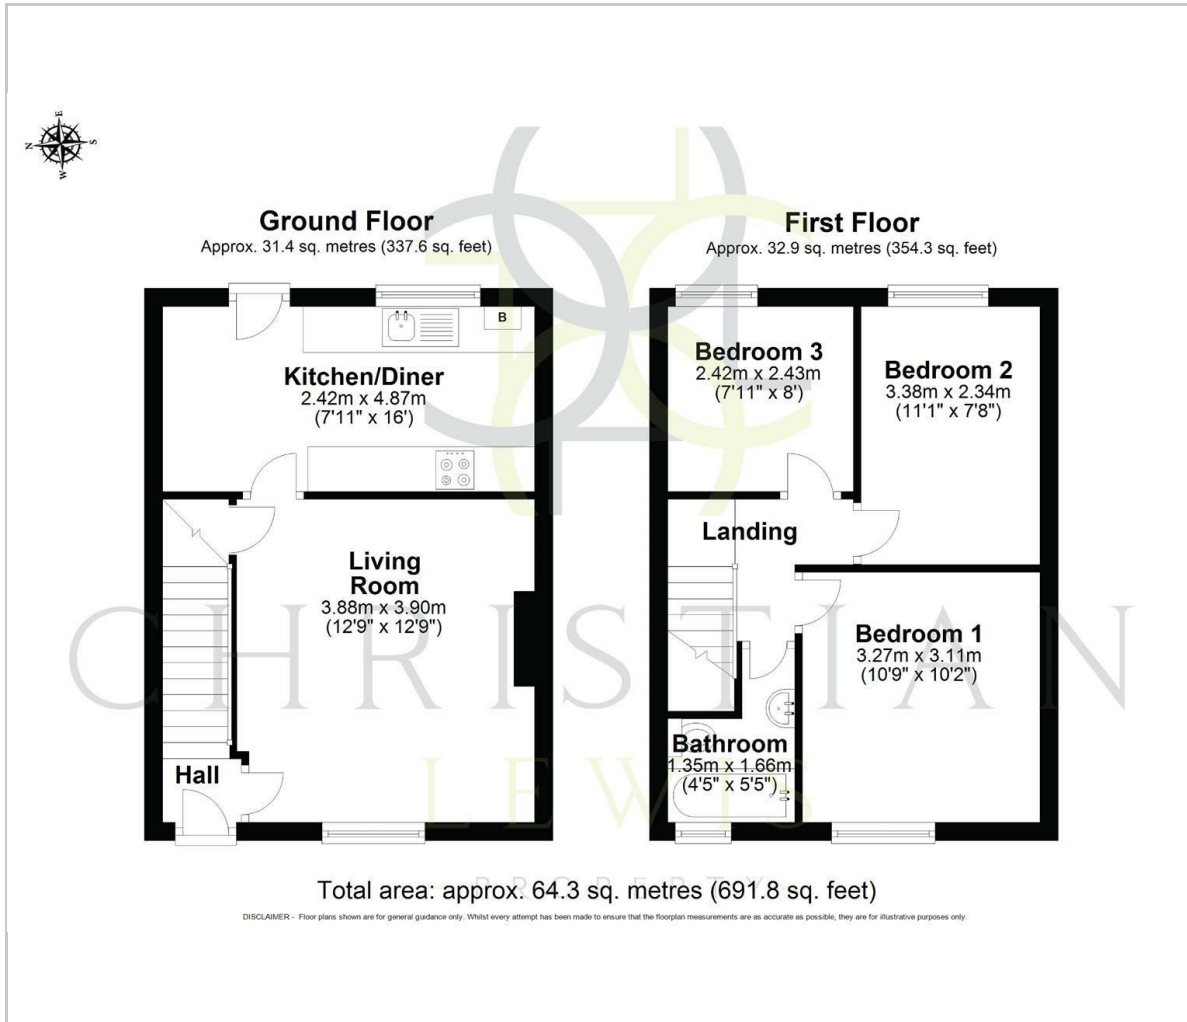 E
N
S
W
Ground Floor
Approx. 31.4 sq. metres (337.6 sq. feet)
B
Kitchen/Diner
2.42m x 4.87m
(7'11" x 16')
Living
Room
3.88m x 3.90m
(12'9" x 12'9")
Hall
First Floor
Approx. 32.9 sq. metres (354.3 sq. feet)
Bedroom 3
2.42m x 2.43m
(7'11" x 8')
Bedroom 2
3.38m x 2.34m
(11'1" x 7'8")
Landing
Bedroom 1
3.27m x 3.11m
(10'9" x 10'2")
Bathroom
1.35m x 1.66m
(4'5" x 5'5")
CHRISTIAN
LEWIS
PROPERTY
Total area: approx. 64.3 sq. metres (691.8 sq. feet)
DISCLAIMER - Floor plans shown are for general guidance only. Whilst every attempt has been made to ensure that the floorplan measurements are as accurate as possible, they are for illustrative purposes only.